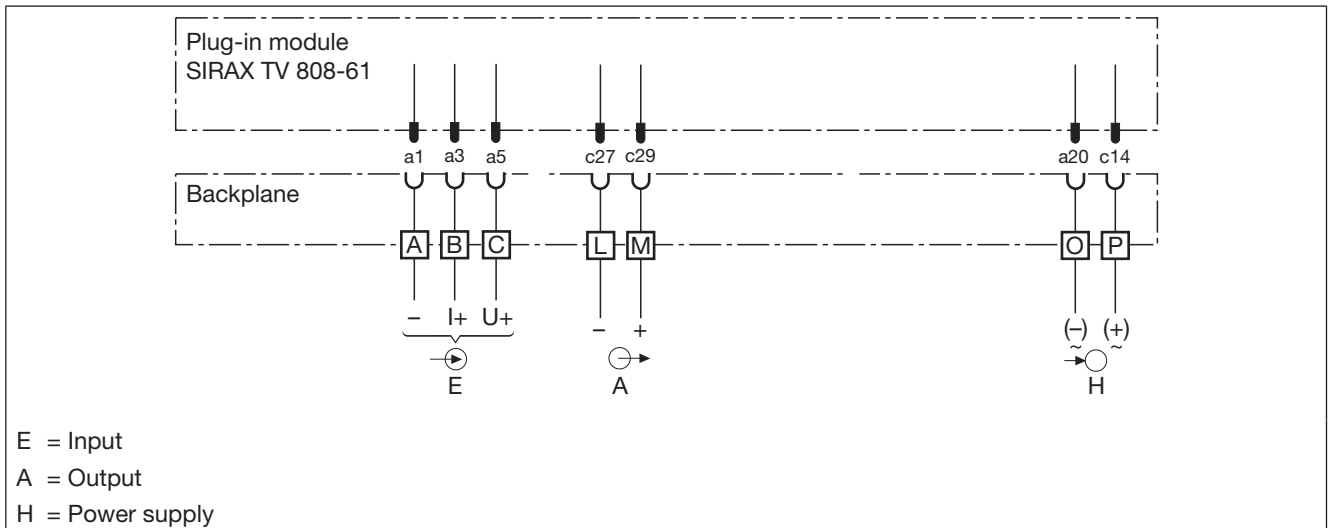 Plug-in module
SIRAX TV 808-61
a1 a3 a5 c27 c29 a20 c14
Backplane
A B C L M O P
– I+ U+ – + (–) (+)
~ ~
E A H
E = Input
A = Output
H = Power supply